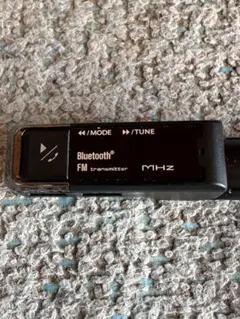 ◀◀/MODE ▶▶/TUNE
Bluetooth®
FM transmitter MHz